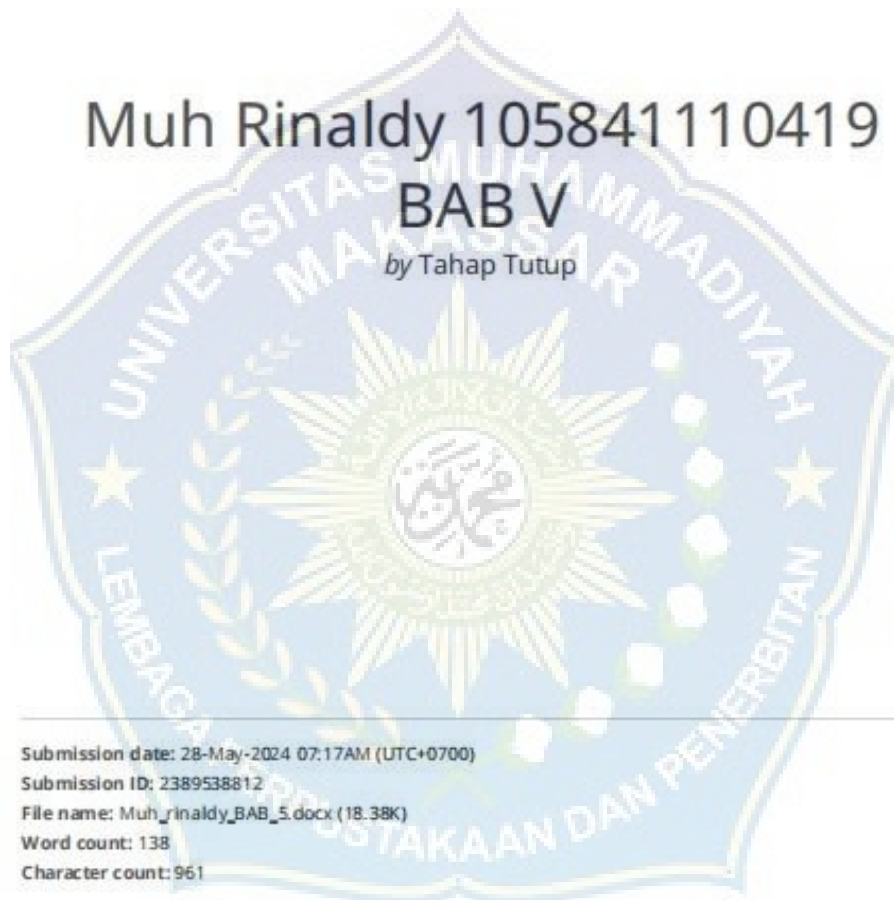 Muh Rinaldy 105841110419
BAB V
by Tahap Tutup
UNIVERSITAS MUHAMMADIYAH
MAKASSAR
LEMBAGA PERPUSTAKAAN DAN PENERBITAN
Submission date: 28-May-2024 07:17AM (UTC+0700)
Submission ID: 2389538812
File name: Muh_rinaldy_BAB_5.docx (18.38K)
Word count: 138
Character count: 961